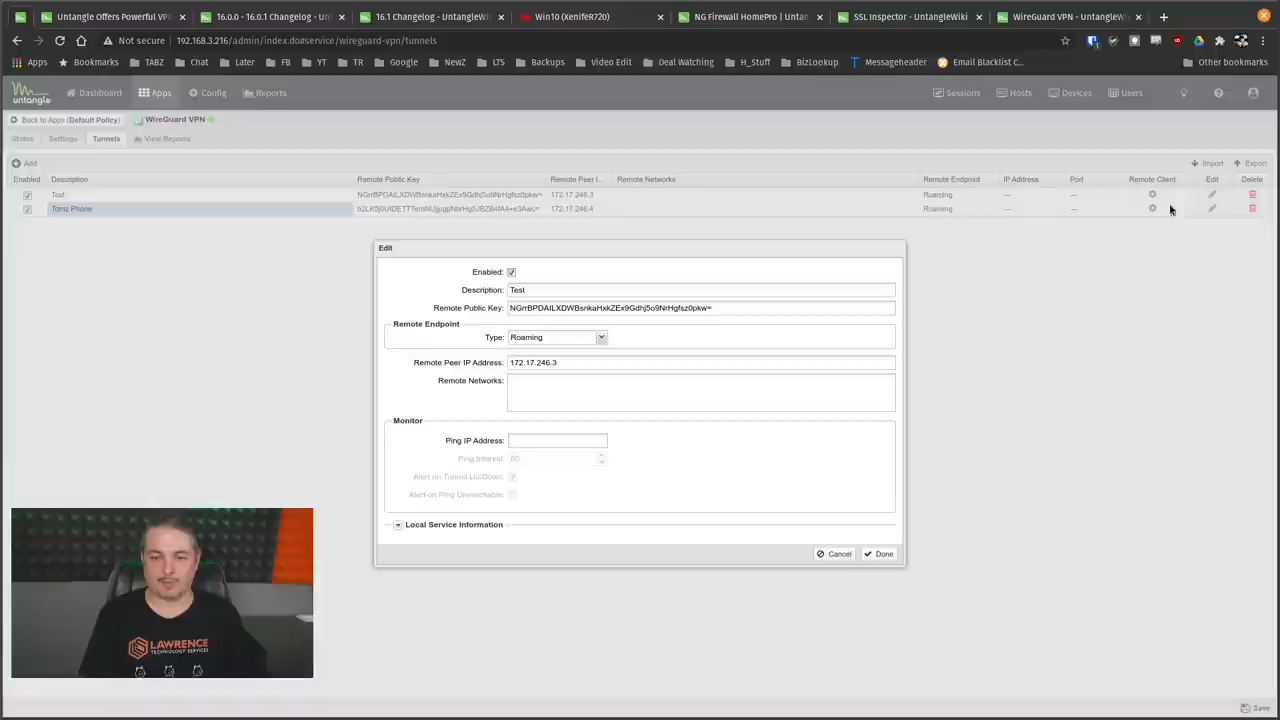 Untangle Offers Powerful VPN
16.0.0 - 16.0.1 Changelog - Un
16.1 Changelog - UntangleWiki
Win10 (XenifeR720)
NG Firewall HomePro | Untan
SSL Inspector - UntangleWiki
WireGuard VPN - UntangleWi
Not secure | 192.168.3.216/admin/index.do#service/wireguard-vpn/tunnels
Apps Bookmarks TABZ Chat Later FB YT TR Google NewZ LTS Backups Video Edit Deal Watching H_Stuff BizLookup Messageheader Email Blacklist C... Other bookmarks
untangle Dashboard Apps Config Reports Sessions Hosts Devices Users
Back to Apps (Default Policy) WireGuard VPN
Status Settings Tunnels View Reports
Add Import Export
Enabled Description Remote Public Key Remote Peer I... Remote Networks Remote Endpoint IP Address Port Remote Client Edit Delete
Test 172.17.246.3 Roaming — —
Tomz Phone 172.17.246.4 Roaming — —
Edit
Enabled:
Description: Test
Remote Public Key: NGrrBPDAILXDWBsnkaHxkZEx9Gdhj5o9NrHgfsz0pkw=
Remote Endpoint
Type: Roaming
Remote Peer IP Address: 172.17.246.3
Remote Networks:
Monitor
Ping IP Address:
Ping Interval: 60
Alert on Tunnel Up/Down:
Alert on Ping Unreachable:
Local Service Information
Cancel Done
LAWRENCE
TECHNOLOGY SERVICES
Save